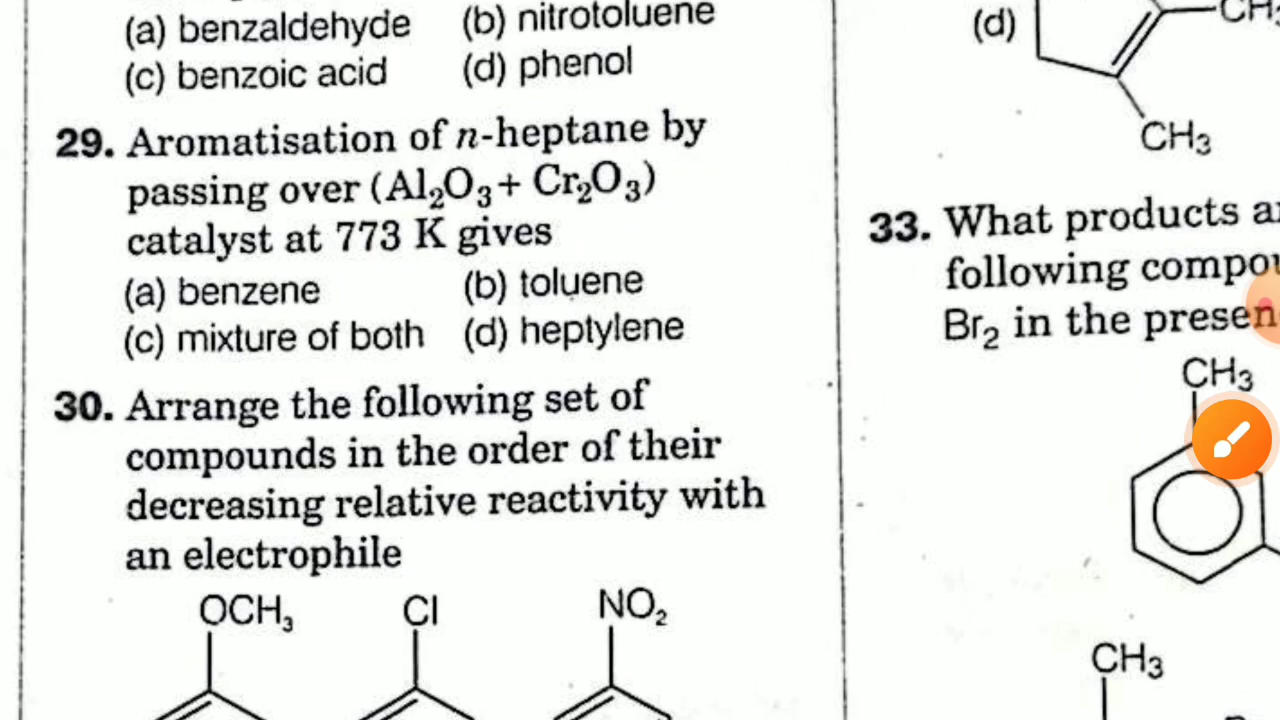 (a) benzaldehyde (b) nitrotoluene
(c) benzoic acid (d) phenol
29. Aromatisation of n-heptane by
passing over (Al₂O₃ + Cr₂O₃)
catalyst at 773 K gives
(a) benzene (b) toluene
(c) mixture of both (d) heptylene
30. Arrange the following set of
compounds in the order of their
decreasing relative reactivity with
an electrophile
OCH₃ Cl NO₂
(d)
CH₃
33. What products
following
Br₂ in the
CH₃
CH₃